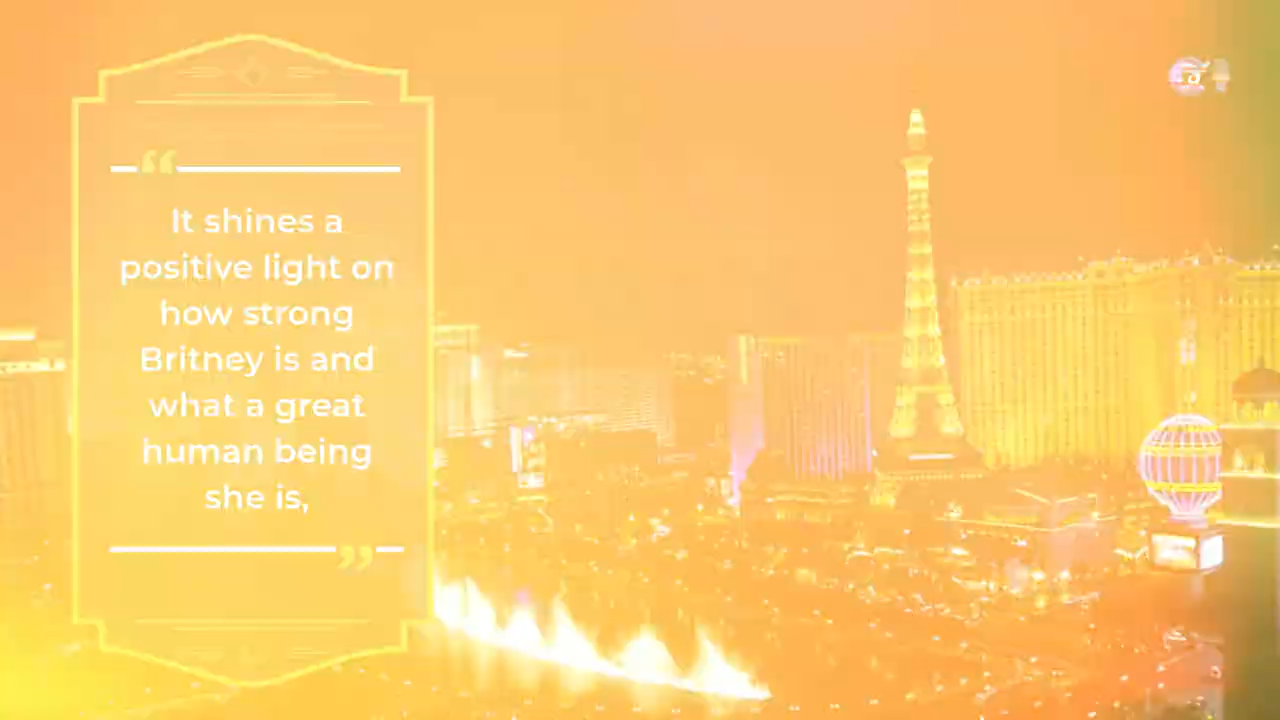 “
It shines a
positive light on
how strong
Britney is and
what a great
human being
she is,
”